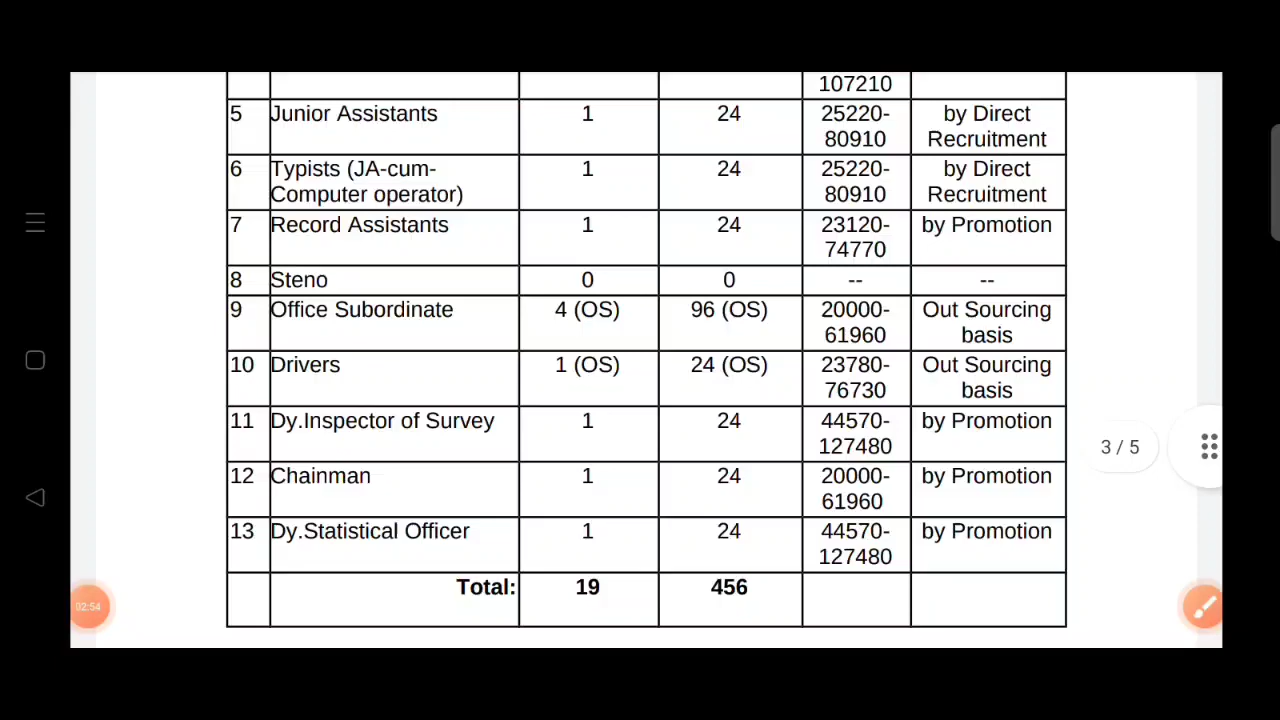 107210
5 Junior Assistants 1 24 25220- by Direct
80910 Recruitment
6 Typists (JA-cum- 1 24 25220- by Direct
Computer operator) 80910 Recruitment
7 Record Assistants 1 24 23120- by Promotion
74770
8 Steno 0 0 -- --
9 Office Subordinate 4 (OS) 96 (OS) 20000- Out Sourcing
61960 basis
10 Drivers 1 (OS) 24 (OS) 23780- Out Sourcing
76730 basis
11 Dy.Inspector of Survey 1 24 44570- by Promotion
127480
12 Chainman 1 24 20000- by Promotion
61960
13 Dy.Statistical Officer 1 24 44570- by Promotion
127480
Total: 19 456
3 / 5
02:54